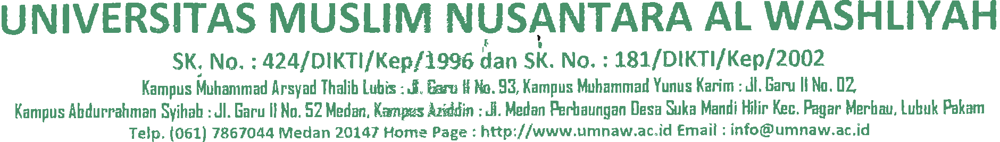 UNIVERSITAS MUSLIM NUSANTARA AL WASHLIYAH
SK. No. : 424/DIKTI/Kep/1996 dan SK. No. : 181/DIKTI/Kep/2002
Kampus Muhammad Arsyad Thalib Lubis : Jl. Garu II No. 93, Kampus Muhammad Yunus Karim : Jl. Garu II No. 02,
Kampus Abdurrahman Syihab : Jl. Garu II No. 52 Medan, Kampus : Jl. Medan Perbaungan Desa Suka Mandi Hilir Kec. Pagar Merbau, Lubuk Pakam
Telp. (061) 7867044 Medan 20147 Home Page : http://www.umnaw.ac.id Email : info@umnaw.ac.id